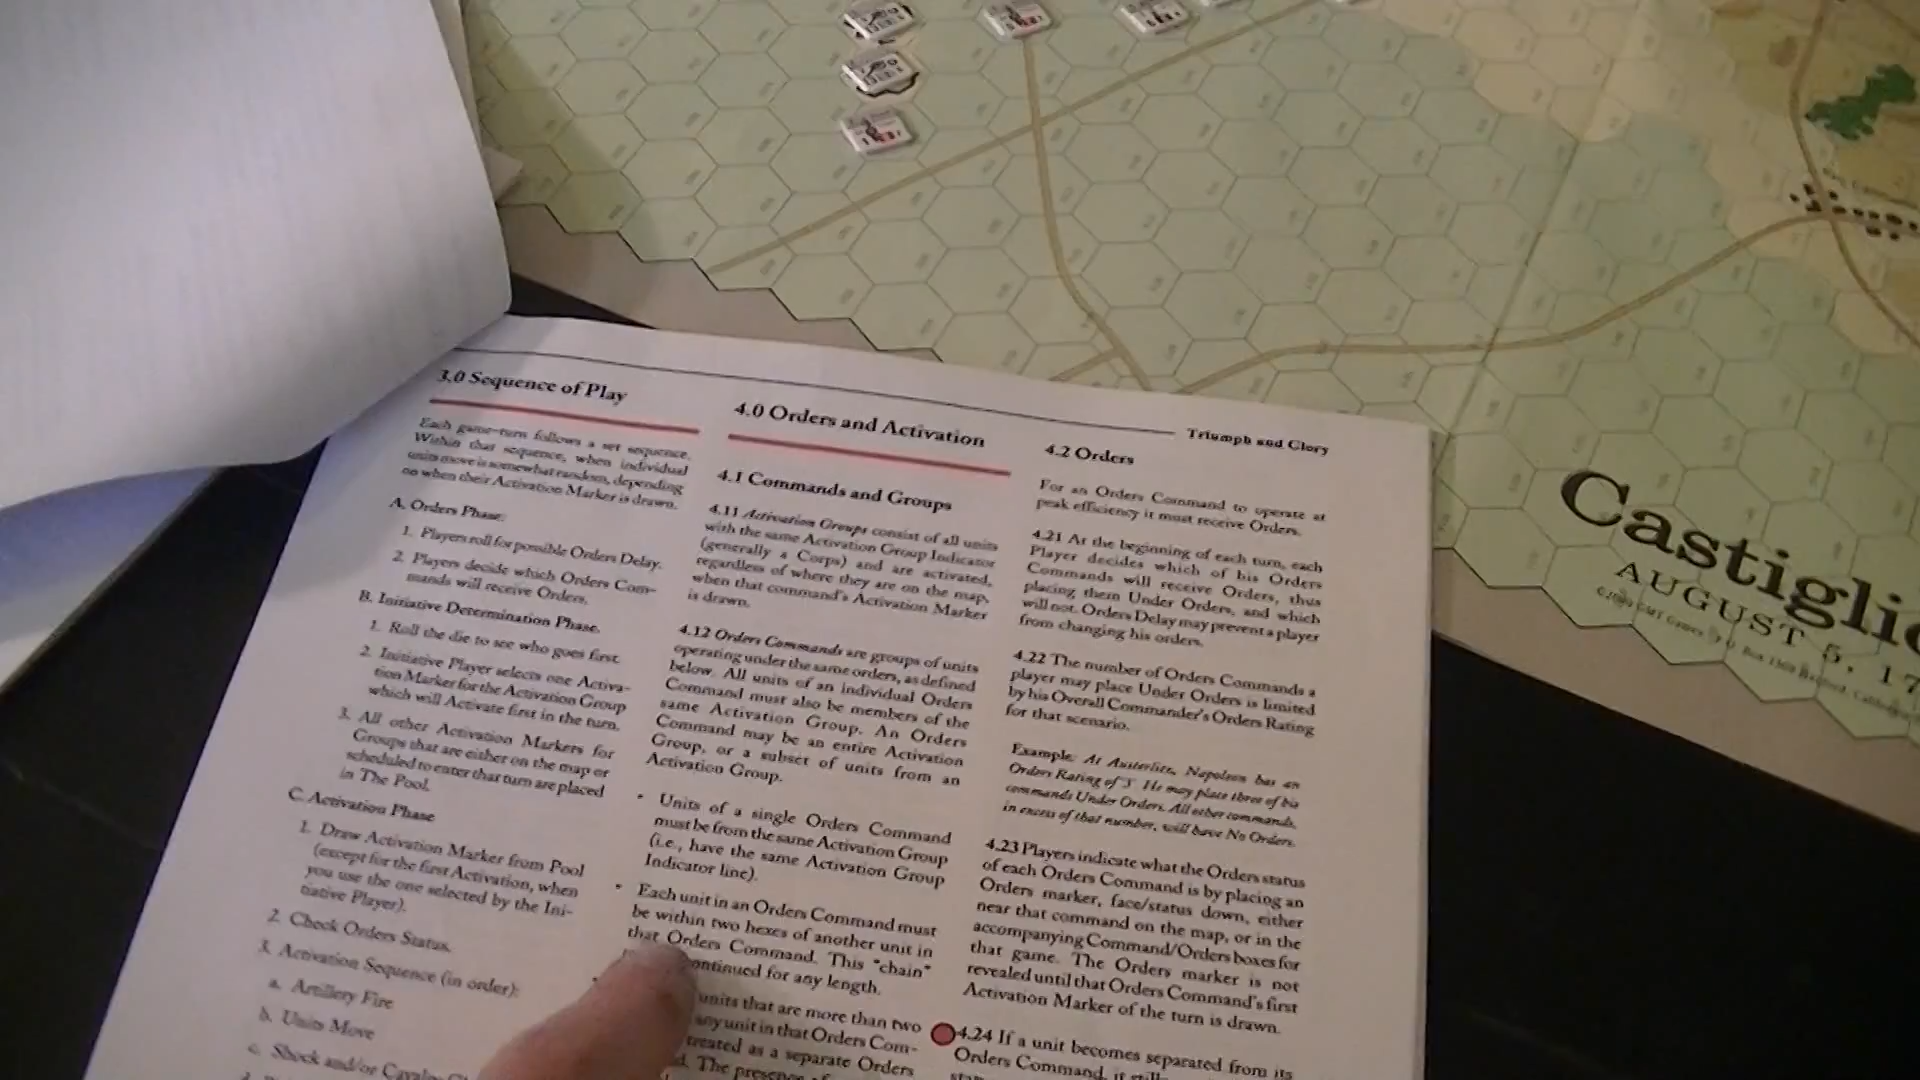 3.0 Sequence of Play
Each game-turn follows a set sequence.
Within that sequence, when individual
units move is somewhat random, depending
on when their Activation Marker is drawn.
A. Orders Phase:
1. Players roll for possible Orders Delay.
2. Players decide which Orders Com-
mands will receive Orders.
B. Initiative Determination Phase.
1. Roll the die to see who goes first.
2. Initiative Player selects one Activa-
tion Marker for the Activation Group
which will Activate first in the turn.
3. All other Activation Markers for
Groups that are either on the map or
scheduled to enter that turn are placed
in The Pool.
C. Activation Phase
1. Draw Activation Marker from Pool
(except for the first Activation, when
you use the one selected by the Ini-
tiative Player).
2. Check Orders Status.
3. Activation Sequence (in order):
a. Artillery Fire
b. Units Move
c. Shock and/or
4.0 Orders and Activation
4.1 Commands and Groups
4.11 Activation Groups consist of all units
with the same Activation Group Indicator
(generally a Corps) and are activated,
regardless of where they are on the map,
when that command's Activation Marker
is drawn.
4.12 Orders Commands are groups of units
operating under the same orders, as defined
below. All units of an individual Orders
Command must also be members of the
same Activation Group. An Orders
Command may be an entire Activation
Group, or a subset of units from an
Activation Group.
• Units of a single Orders Command
must be from the same Activation Group
(i.e., have the same Activation Group
Indicator line).
• Each unit in an Orders Command must
be within two hexes of another unit in
that Orders Command. This "chain"
continued for any length.
units that are more than two
any unit in that Orders Com-
treated as a separate Orders
The presence
Triumph and Glory
4.2 Orders
For an Orders Command to operate at
peak efficiency it must receive Orders.
4.21 At the beginning of each turn, each
Player decides which of his Orders
Commands will receive Orders, thus
placing them Under Orders, and which
will not. Orders Delay may prevent a player
from changing his orders.
4.22 The number of Orders Commands a
player may place Under Orders is limited
by his Overall Commander's Orders Rating
for that scenario.
Example: At Austerlitz, Napoleon has an
Orders Rating of '3'. He may place three of his
commands Under Orders. All other commands,
in excess of that number, will have No Orders.
4.23 Players indicate what the Orders status
of each Orders Command is by placing an
Orders marker, face/status down, either
near that command on the map, or in the
accompanying Command/Orders boxes for
that game. The Orders marker is not
revealed until that Orders Command's first
Activation Marker of the turn is drawn.
4.24 If a unit becomes separated from its
Orders Command, it still
Castiglio
AUGUST 5, 17